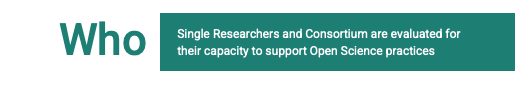 Who
Single Researchers and Consortium are evaluated for
their capacity to support Open Science practices